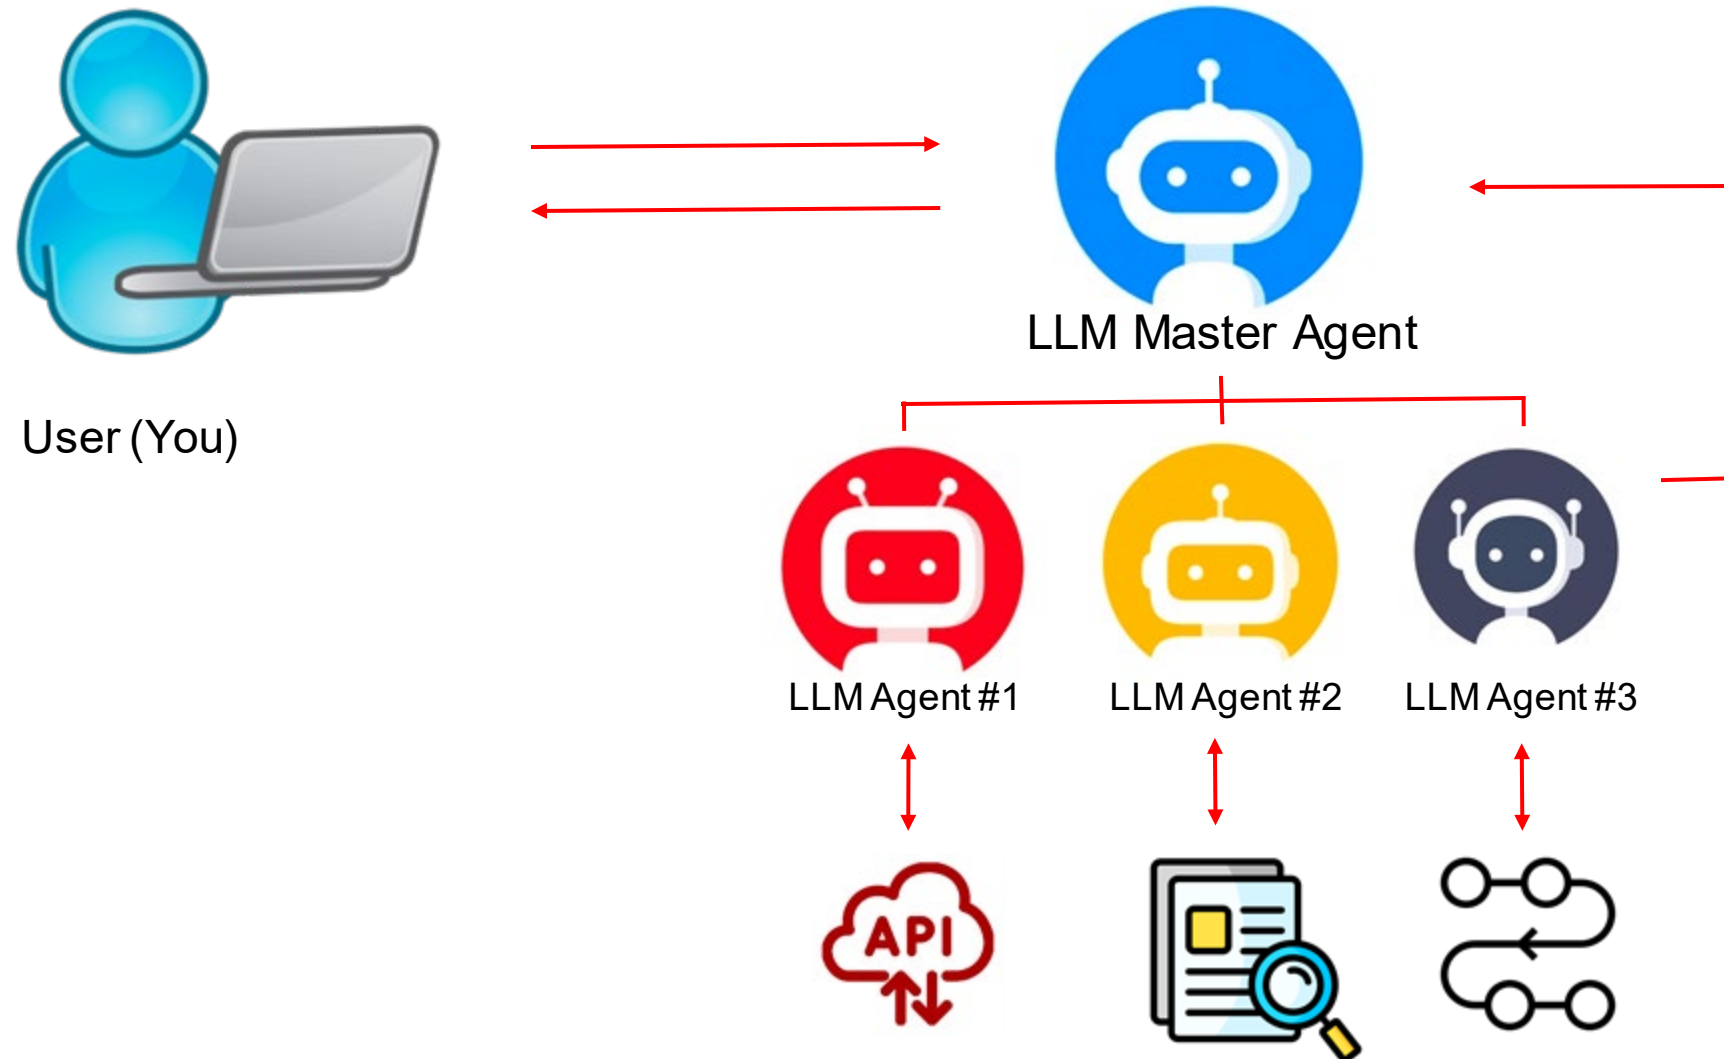 LLM Master Agent
User (You)
LLM Agent #1
LLM Agent #2
LLM Agent #3
API